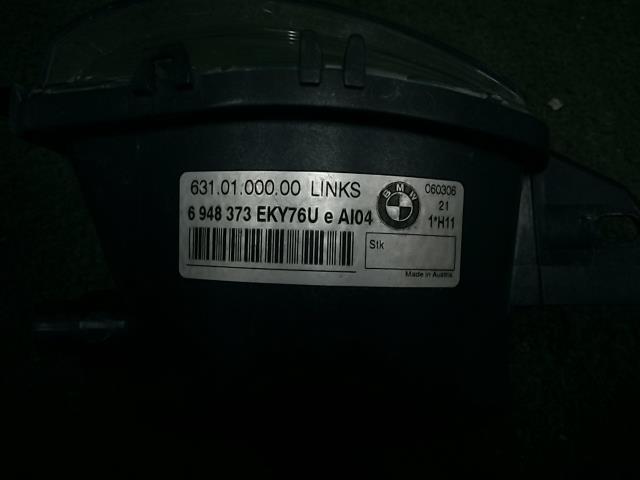 631.01.000.00 LINKS
6 948 373 EKY76U e AI04
BMW
060306
21
1*H11
Stk
Made in Austria